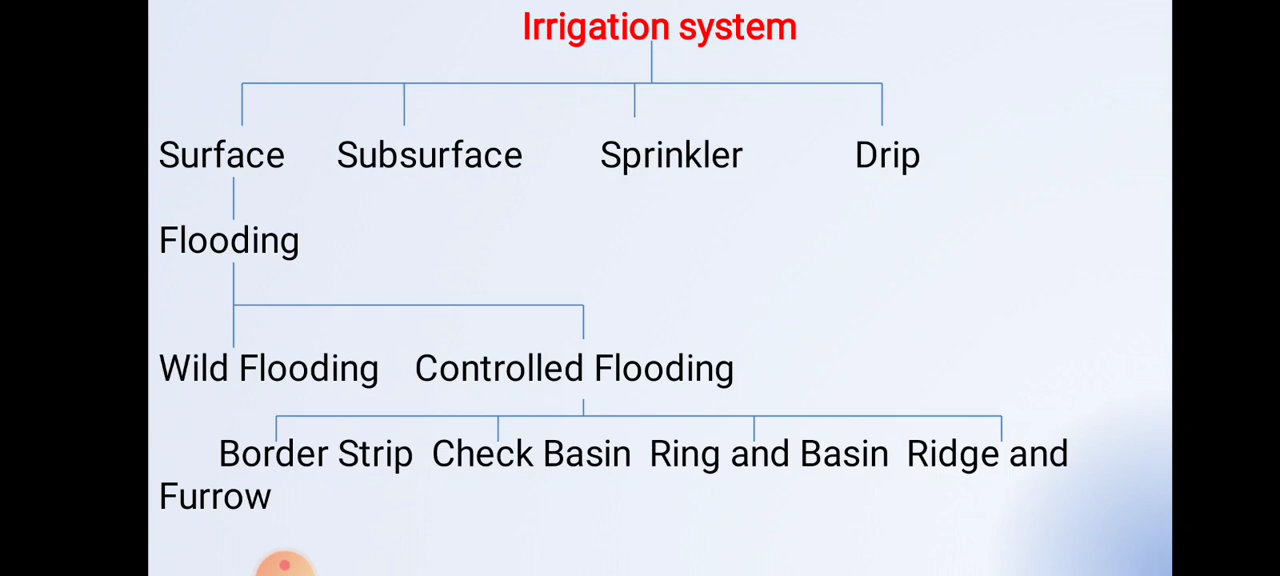 Irrigation system
Surface Subsurface Sprinkler Drip
Flooding
Wild Flooding Controlled Flooding
Border Strip Check Basin Ring and Basin Ridge and
Furrow